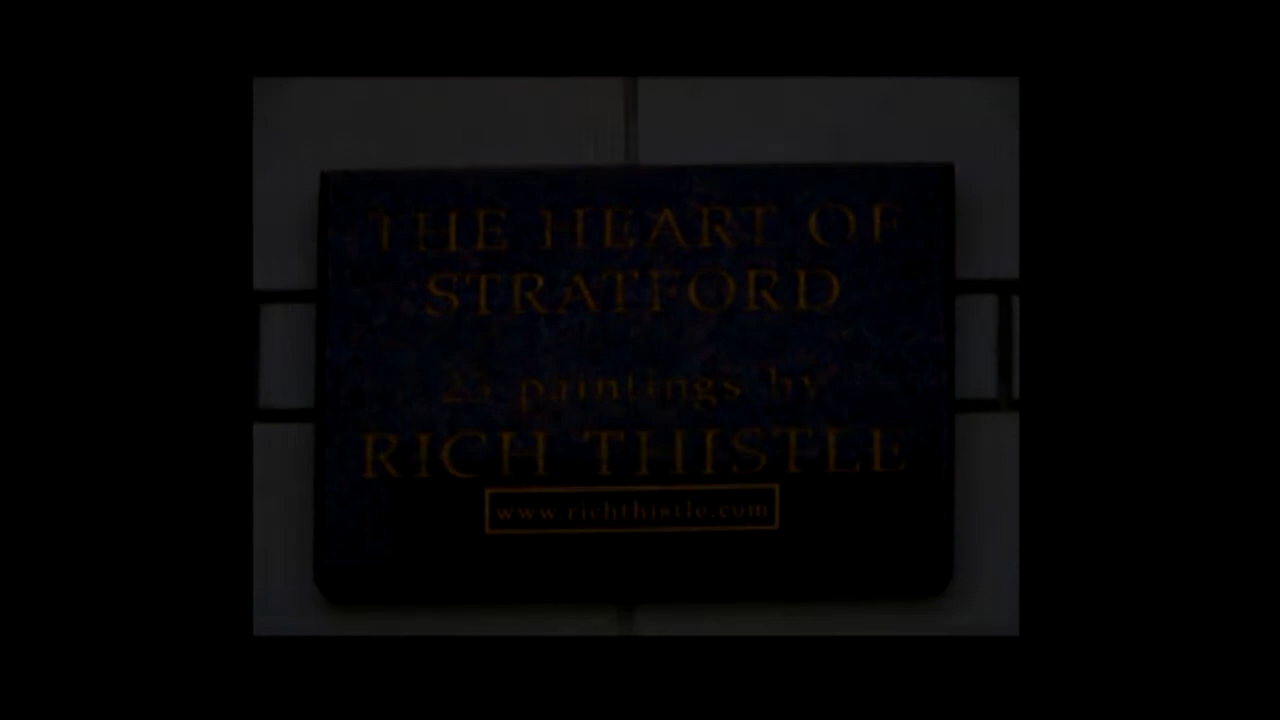 THE HEART OF
STRATFORD
paintings by
RICH THISTLE
www.richthistle.com